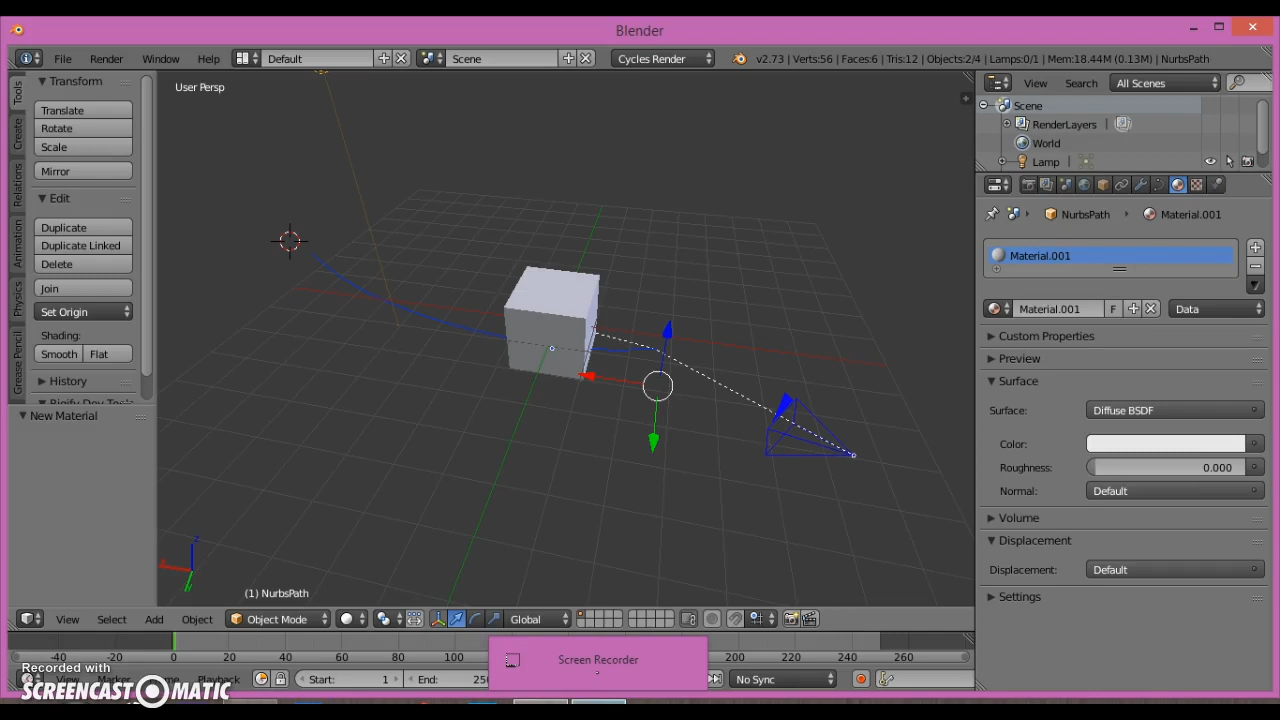 Blender
File Render Window Help Default Scene Cycles Render v2.73 | Verts:56 | Faces:6 | Tris:12 | Objects:2/4 | Lamps:0/1 | Mem:18.44M (0.13M) | NurbsPath
Tools
Create
Relations
Animation
Physics
Grease Pencil
Transform
Translate
Rotate
Scale
Mirror
Edit
Duplicate
Duplicate Linked
Delete
Join
Set Origin
Shading:
Smooth Flat
History
New Material
User Persp
z
(1) NurbsPath
View Search All Scenes
Scene
RenderLayers
World
Lamp
NurbsPath Material.001
Material.001
Material.001 F Data
Custom Properties
Preview
Surface
Surface: Diffuse BSDF
Color:
Roughness: 0.000
Normal: Default
Volume
Displacement
Displacement: Default
Settings
View Select Add Object Object Mode Global
-40 -20 0 20 40 60 80 100 200 220 240 260
Start: 1 End: 25 No Sync
Screen Recorder
Recorded with
SCREENCAST-O-MATIC